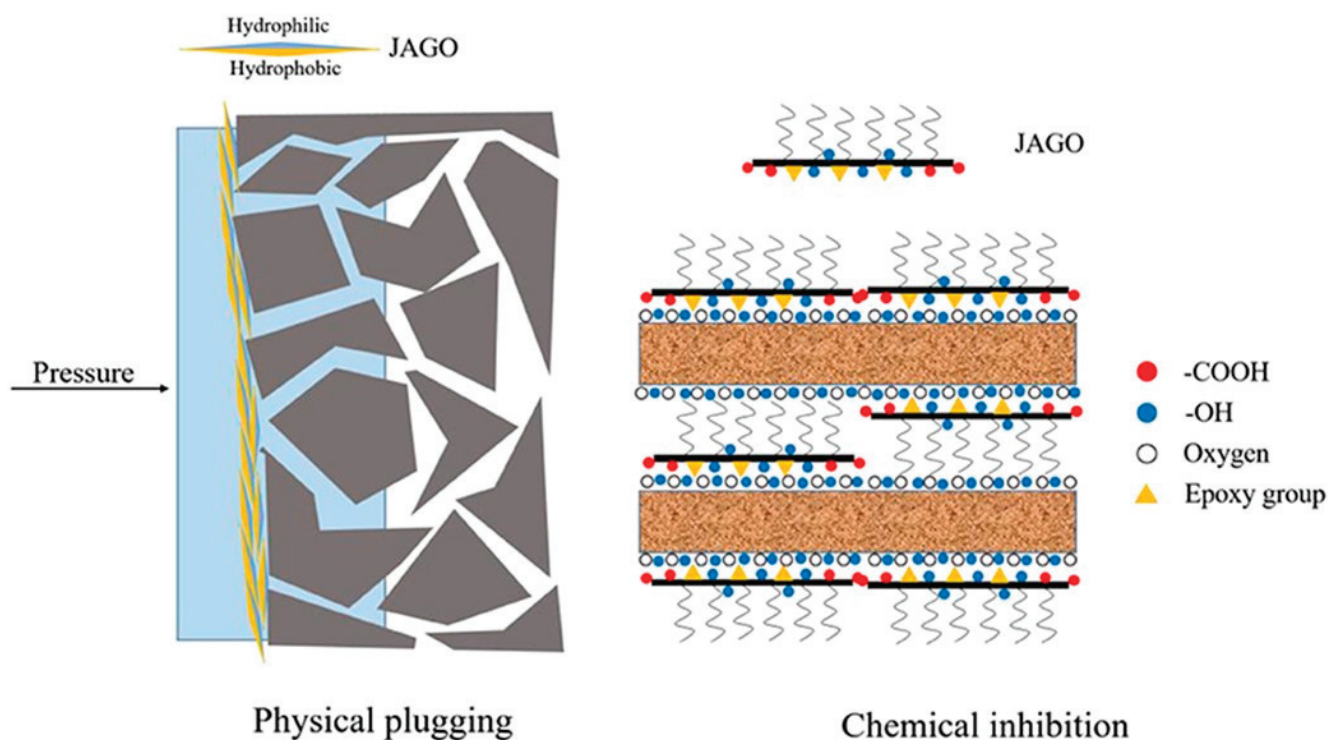 Hydrophilic
JAGO
Hydrophobic
JAGO
Pressure
-COOH
-OH
Oxygen
Epoxy group
Physical plugging
Chemical inhibition